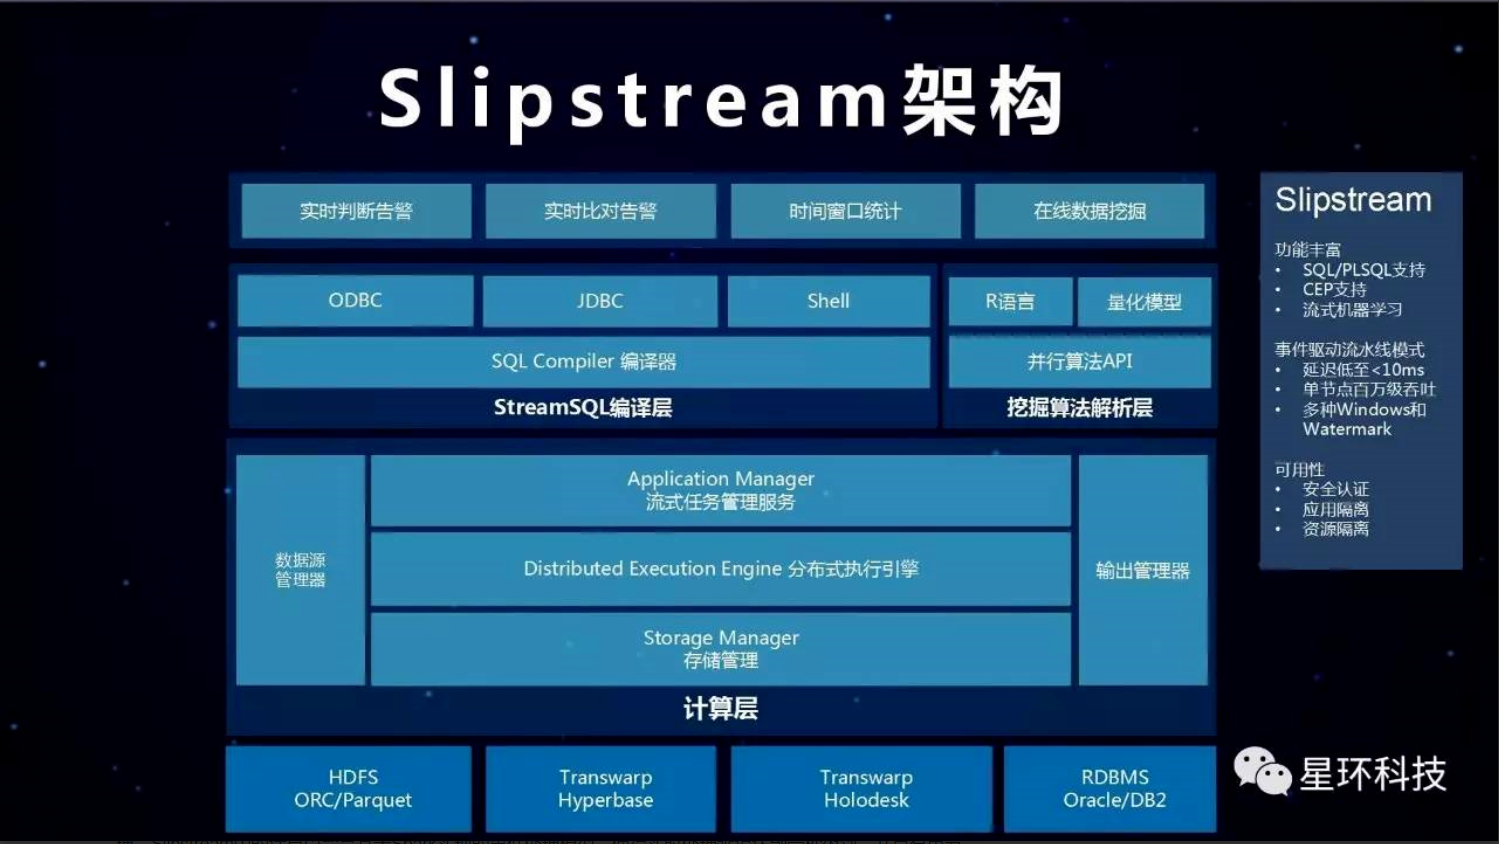 Slipstream架构
实时判断告警
实时比对告警
时间窗口统计
在线数据挖掘
ODBC
JDBC
Shell
SQL Compiler 编译器
StreamSQL编译层
R语言
量化模型
并行算法API
挖掘算法解析层
数据源
管理器
Application Manager
流式任务管理服务
Distributed Execution Engine 分布式执行引擎
Storage Manager
存储管理
输出管理器
计算层
HDFS
ORC/Parquet
Transwarp
Hyperbase
Transwarp
Holodesk
RDBMS
Oracle/DB2
Slipstream
功能丰富
• SQL/PLSQL支持
• CEP支持
• 流式机器学习
事件驱动流水线模式
• 延迟低至<10ms
• 单节点百万级吞吐
• 多种Windows和
Watermark
可用性
• 安全认证
• 应用隔离
• 资源隔离
星环科技